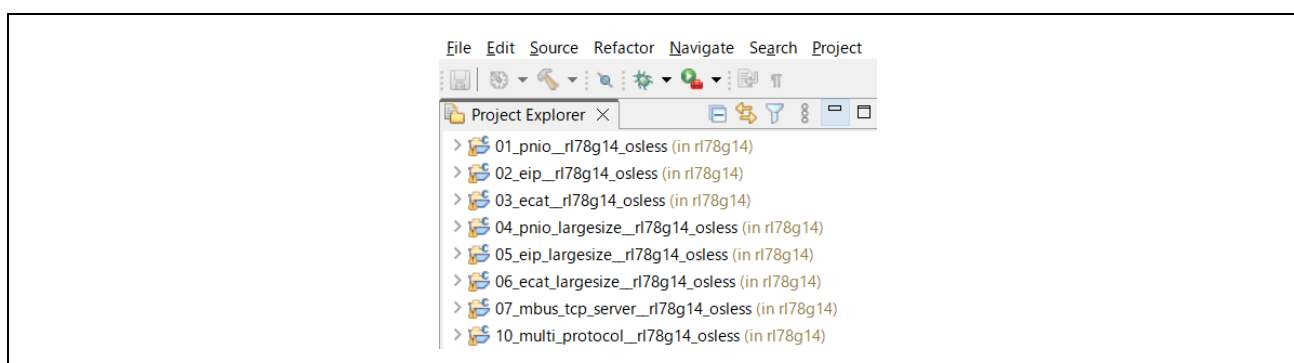 File Edit Source Refactor Navigate Search Project
Project Explorer
01_pnio__rl78g14_osless (in rl78g14)
02_eip__rl78g14_osless (in rl78g14)
03_ecat__rl78g14_osless (in rl78g14)
04_pnio_largesize__rl78g14_osless (in rl78g14)
05_eip_largesize__rl78g14_osless (in rl78g14)
06_ecat_largesize__rl78g14_osless (in rl78g14)
07_mbus_tcp_server__rl78g14_osless (in rl78g14)
10_multi_protocol__rl78g14_osless (in rl78g14)